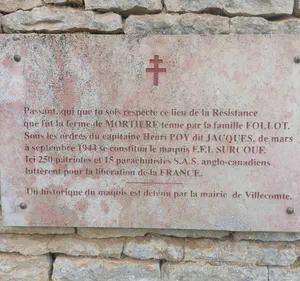 Passant, qui que tu sois respecte ce lieu de la Résistance
que fut la ferme de MORTIERE tenue par la famille FOLLOT.
Sous les ordres du capitaine Henri POY dit JACQUES, de mars
à septembre 1944 se constitua le maquis F.F.I. SURCOUF.
Ici 250 patriotes et 18 parachutistes S.A.S. anglo-canadiens
luttèrent pour la libération de la FRANCE.
Un historique du maquis est détenu par la mairie de Villecomte.